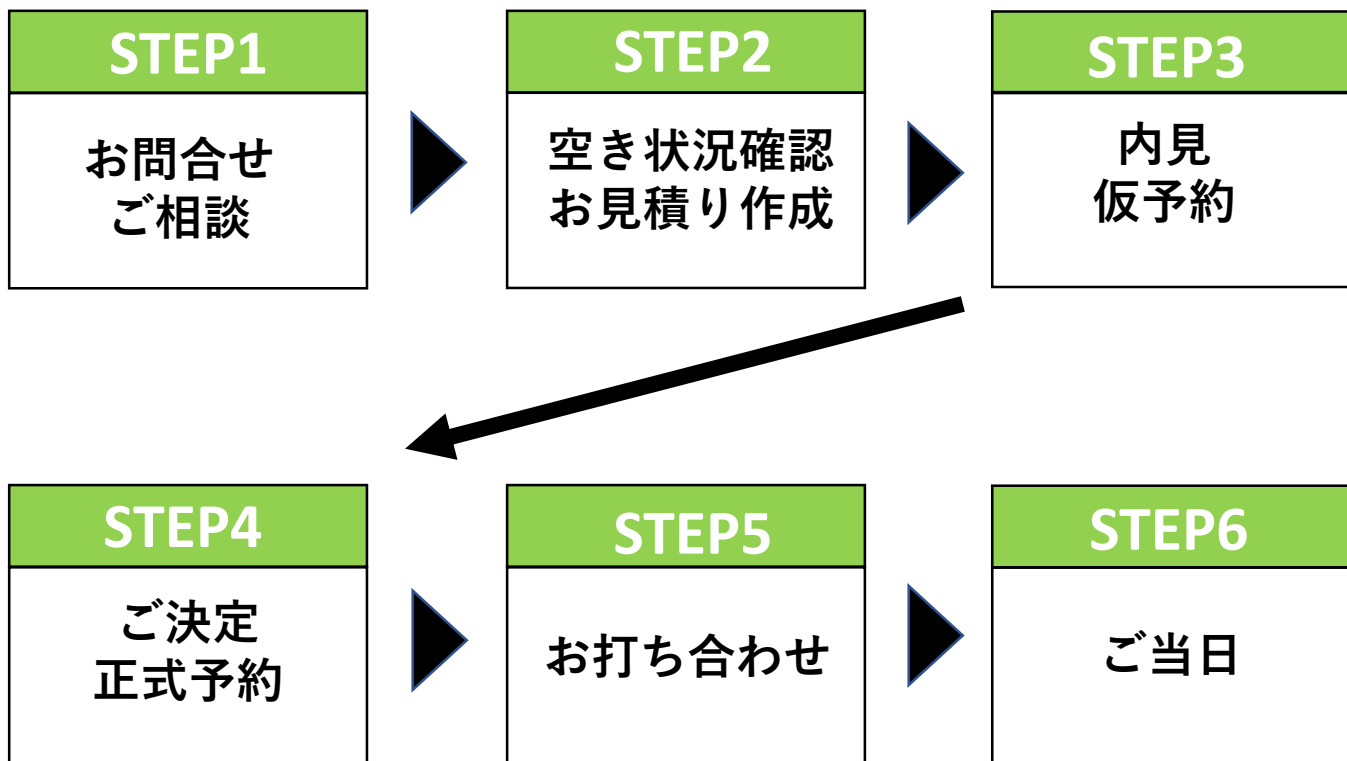 STEP1
お問合せ
ご相談
STEP2
空き状況確認
お見積り作成
STEP3
内見
仮予約
STEP4
ご決定
正式予約
STEP5
お打ち合わせ
STEP6
ご当日